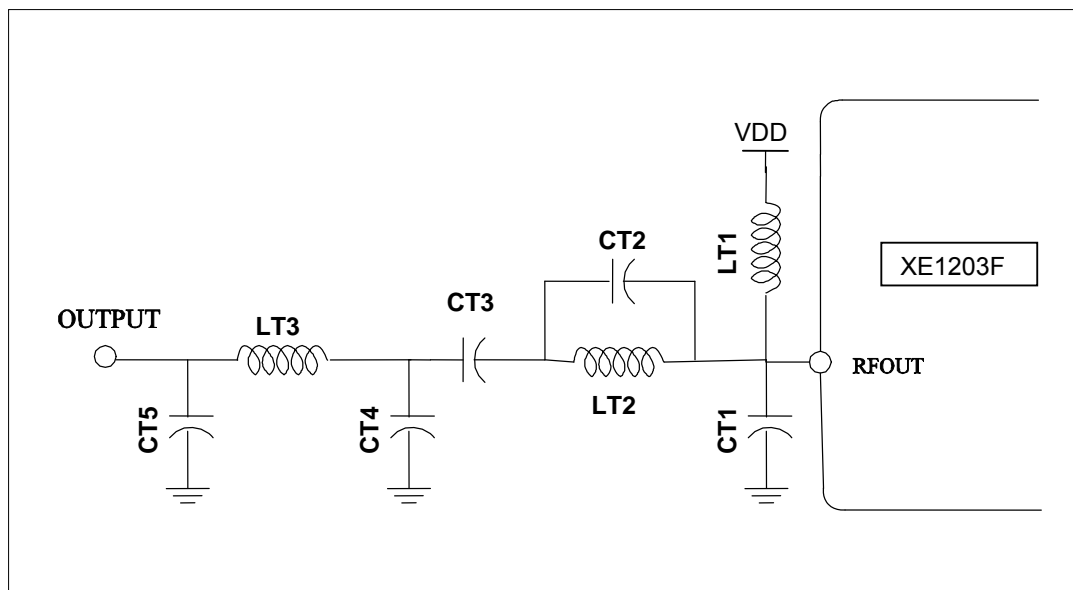 VDD
LT1
CT2
XE1203F
CT3
OUTPUT
LT3
RFOUT
LT2
CT5
CT4
CT1